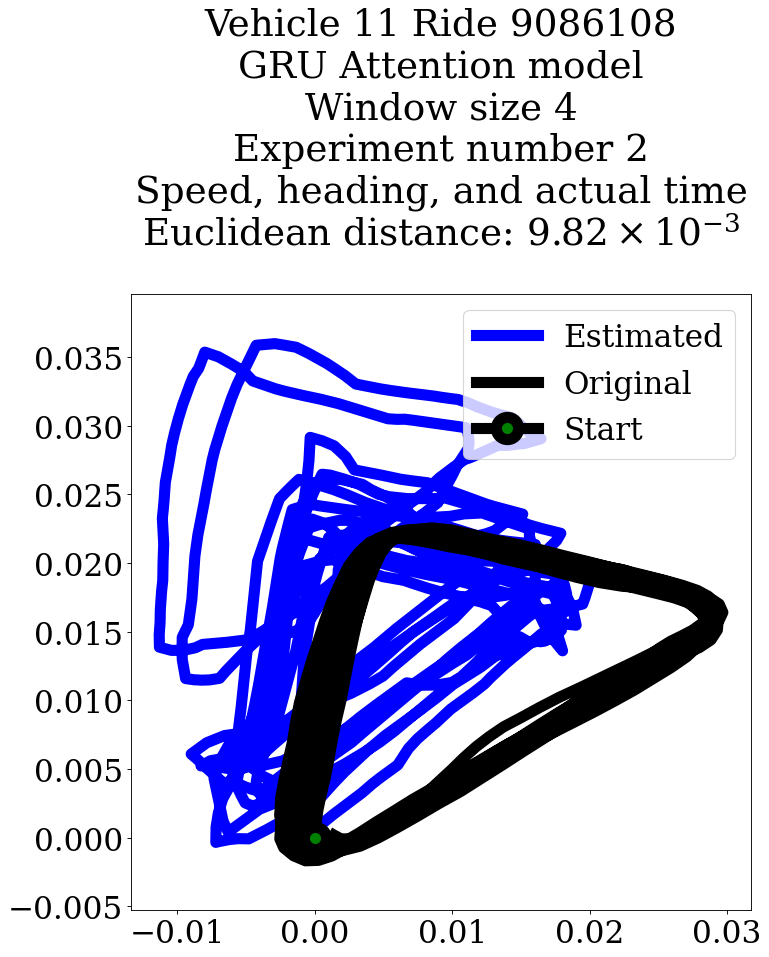 Vehicle 11 Ride 9086108
GRU Attention model
Window size 4
Experiment number 2
Speed, heading, and actual time
Euclidean distance: 9.82 × 10⁻³
Estimated
Original
Start
0.035
0.030
0.025
0.020
0.015
0.010
0.005
0.000
−0.005
−0.01 0.00 0.01 0.02 0.03